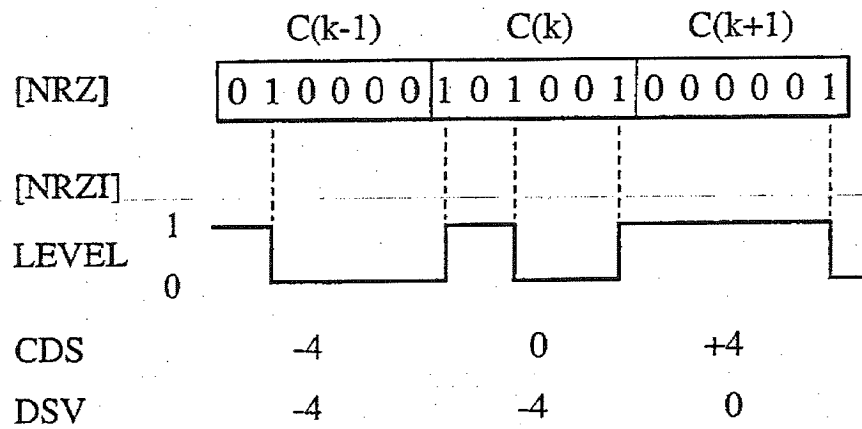 C(k-1) C(k) C(k+1)
[NRZ] 0 1 0 0 0 0 1 0 1 0 0 1 0 0 0 0 0 1
[NRZI]
1
LEVEL
0
CDS -4 0 +4
DSV -4 -4 0